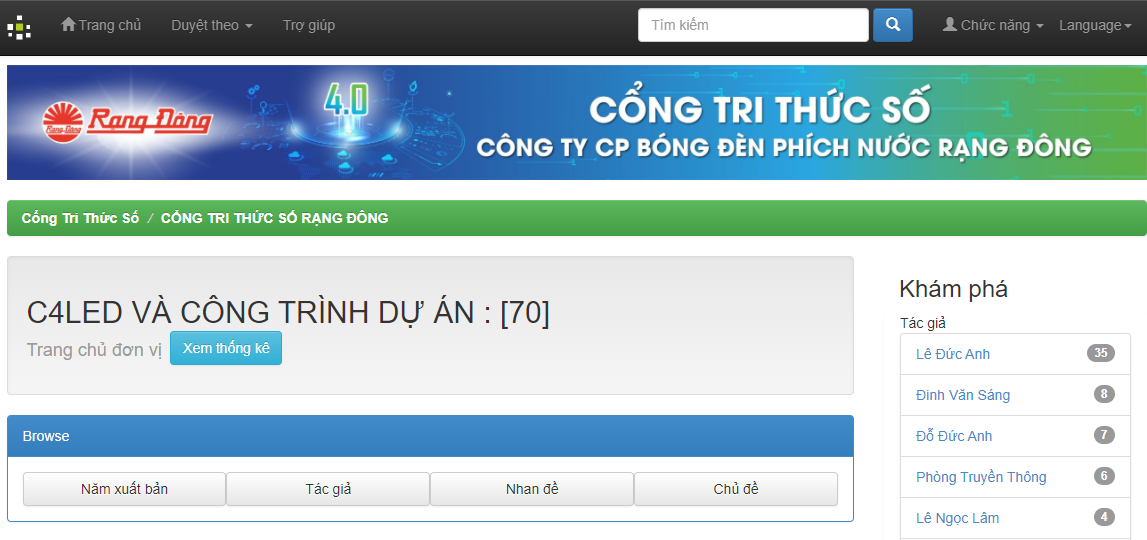 Trang chủ Duyệt theo Trợ giúp Tìm kiếm Chức năng Language
Rạng Đông
Rạng Đông
4.0
CỔNG TRI THỨC SỐ
CÔNG TY CP BÓNG ĐÈN PHÍCH NƯỚC RẠNG ĐÔNG
Cổng Tri Thức Số / CỔNG TRI THỨC SỐ RẠNG ĐÔNG
C4LED VÀ CÔNG TRÌNH DỰ ÁN : [70]
Trang chủ đơn vị Xem thống kê
Browse
Năm xuất bản Tác giả Nhan đề Chủ đề
Khám phá
Tác giả
Lê Đức Anh 35
Đinh Văn Sáng 8
Đỗ Đức Anh 7
Phòng Truyền Thông 6
Lê Ngọc Lâm 4